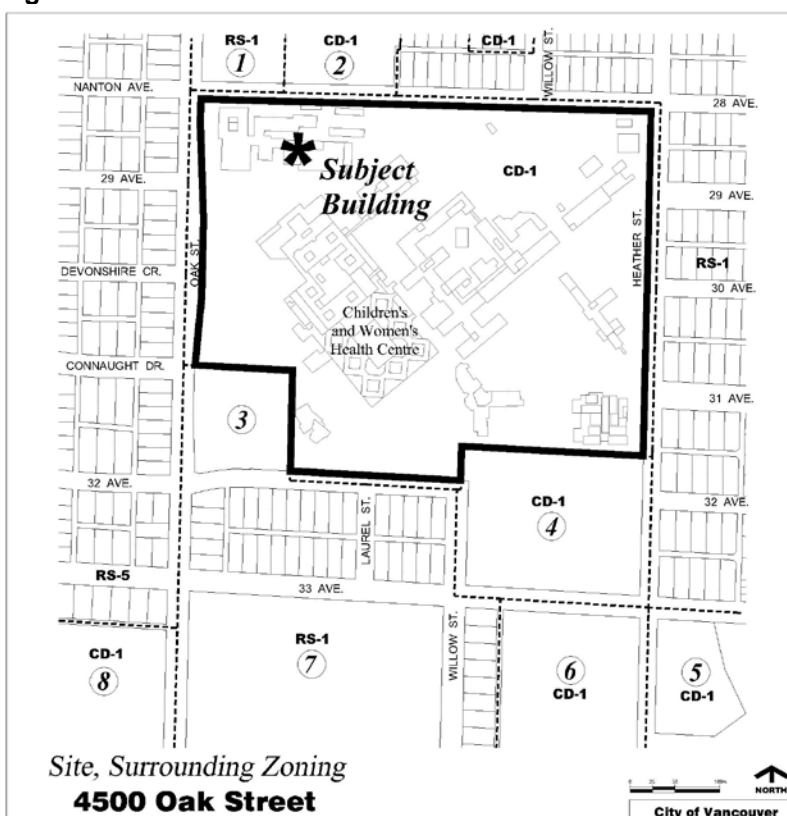 RS-1
1
CD-1
2
CD-1
WILLOW ST.
NANTON AVE.
28 AVE.
*
Subject
Building
CD-1
29 AVE.
29 AVE.
OAK ST.
HEATHER ST.
DEVONSHIRE CR.
RS-1
30 AVE.
Children's
and Women's
Health Centre
CONNAUGHT DR.
31 AVE.
3
32 AVE.
LAUREL ST.
CD-1
4
32 AVE.
RS-5
33 AVE.
CD-1
8
RS-1
7
WILLOW ST.
6
CD-1
5
CD-1
Site, Surrounding Zoning
4500 Oak Street
NORTH
City of Vancouver